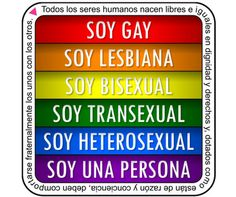 Todos los seres humanos nacen libres e iguales en dignidad y derechos y, dotados como están de razón y conciencia, deben comportarse fraternalmente los unos con los otros.
SOY GAY
SOY LESBIANA
SOY BISEXUAL
SOY TRANSEXUAL
SOY HETEROSEXUAL
SOY UNA PERSONA